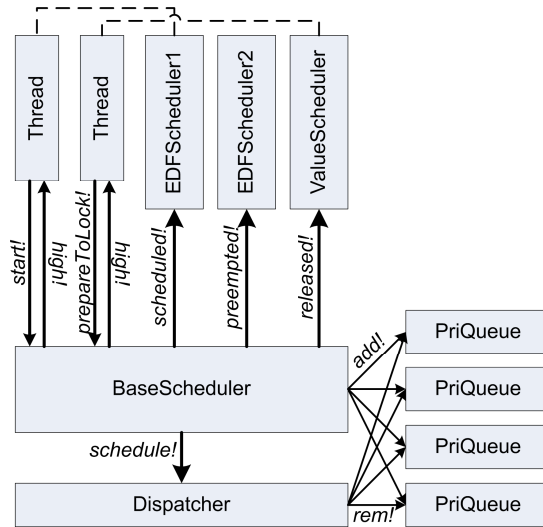 Thread
Thread
EDFScheduler1
EDFScheduler2
ValueScheduler
start!
high!
prepareToLock!
high!
scheduled!
preempted!
released!
add!
PriQueue
BaseScheduler
PriQueue
schedule!
PriQueue
Dispatcher
rem!
PriQueue